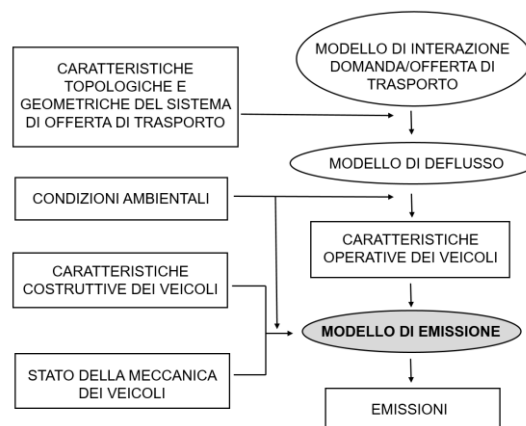 MODELLO DI INTERAZIONE
DOMANDA/OFFERTA DI
TRASPORTO
CARATTERISTICHE
TOPOLOGICHE E
GEOMETRICHE DEL SISTEMA
DI OFFERTA DI TRASPORTO
MODELLO DI DEFLUSSO
CONDIZIONI AMBIENTALI
CARATTERISTICHE
OPERATIVE DEI VEICOLI
CARATTERISTICHE
COSTRUTTIVE DEI VEICOLI
MODELLO DI EMISSIONE
STATO DELLA MECCANICA
DEI VEICOLI
EMISSIONI